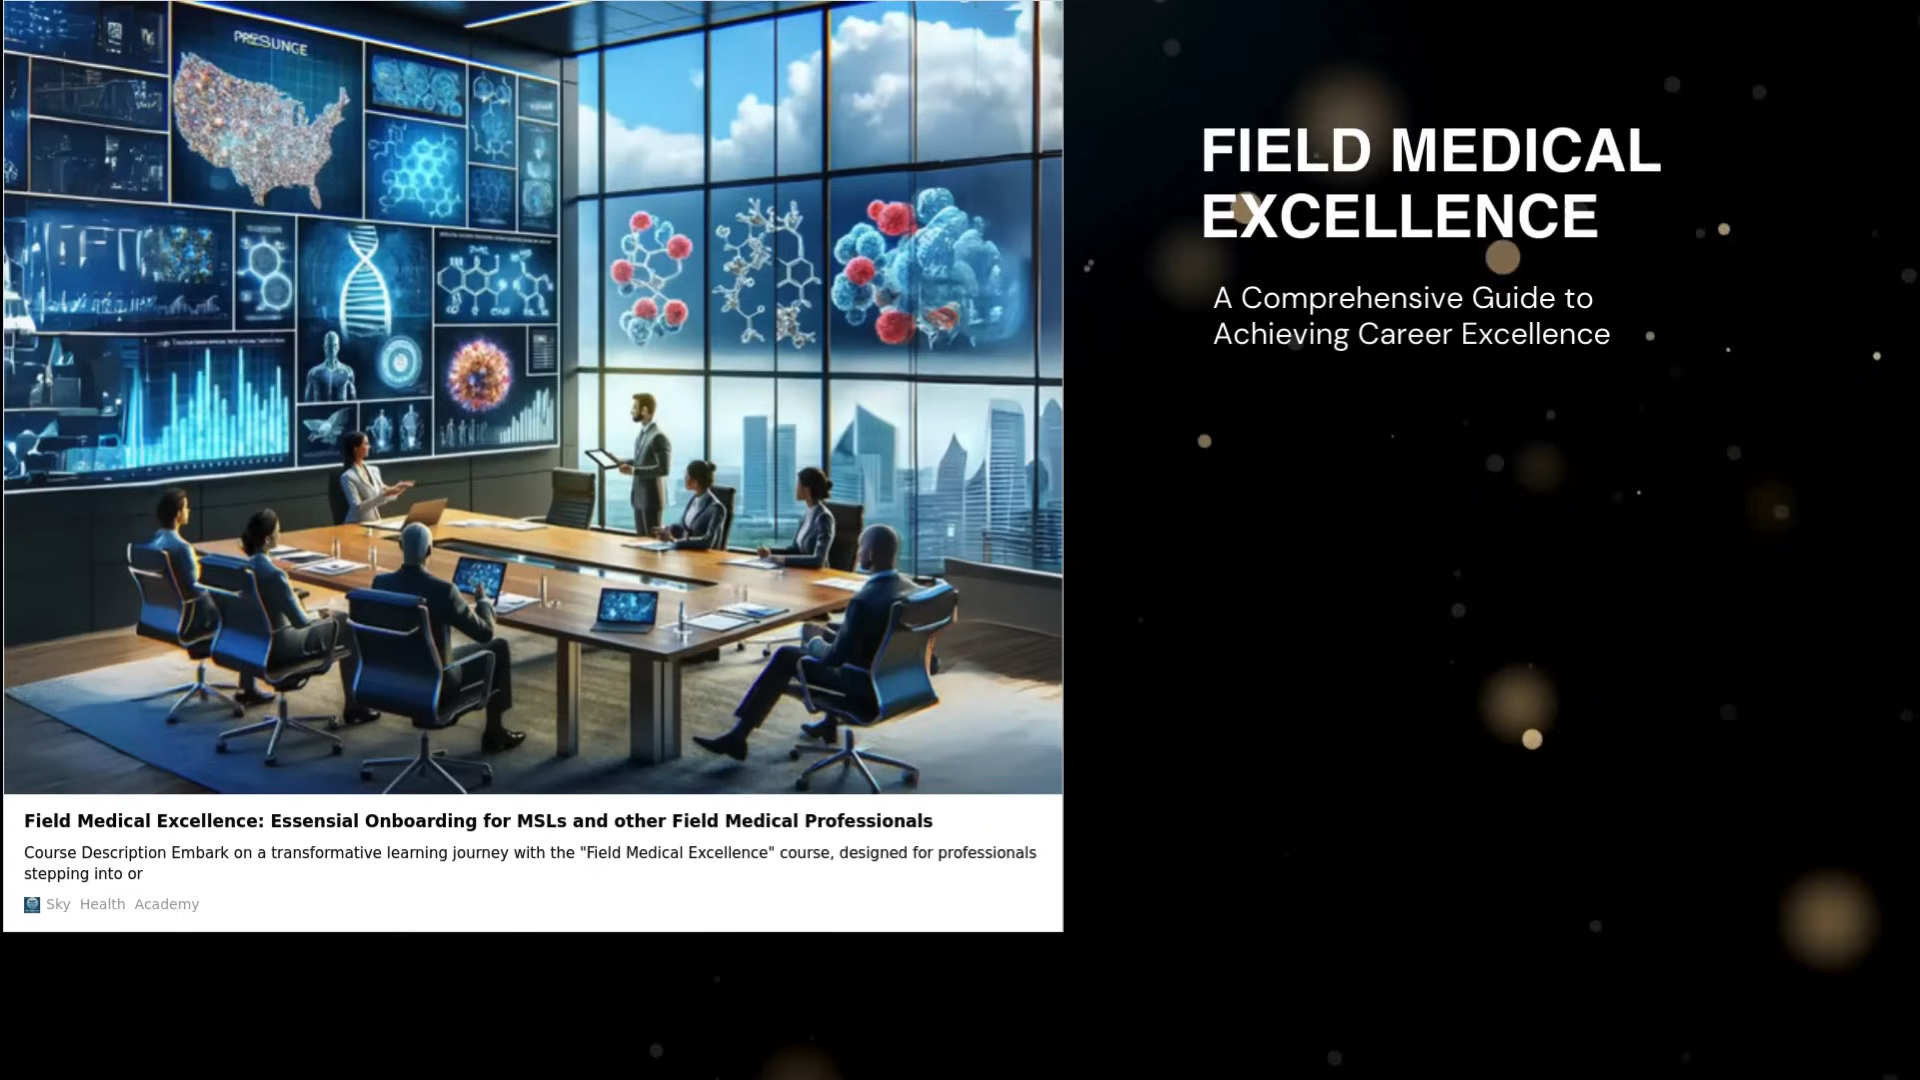 PRESUNGE
FIELD MEDICAL
EXCELLENCE
A Comprehensive Guide to
Achieving Career Excellence
Field Medical Excellence: Essensial Onboarding for MSLs and other Field Medical Professionals
Course Description Embark on a transformative learning journey with the "Field Medical Excellence" course, designed for professionals
stepping into or
Sky Health Academy